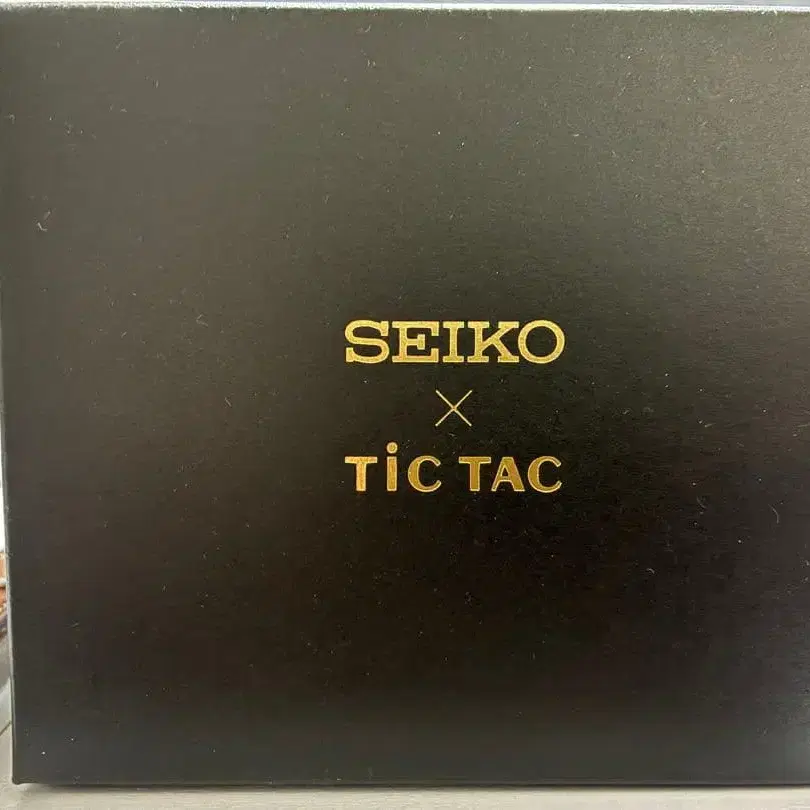 SEIKO
×
TiC TAC